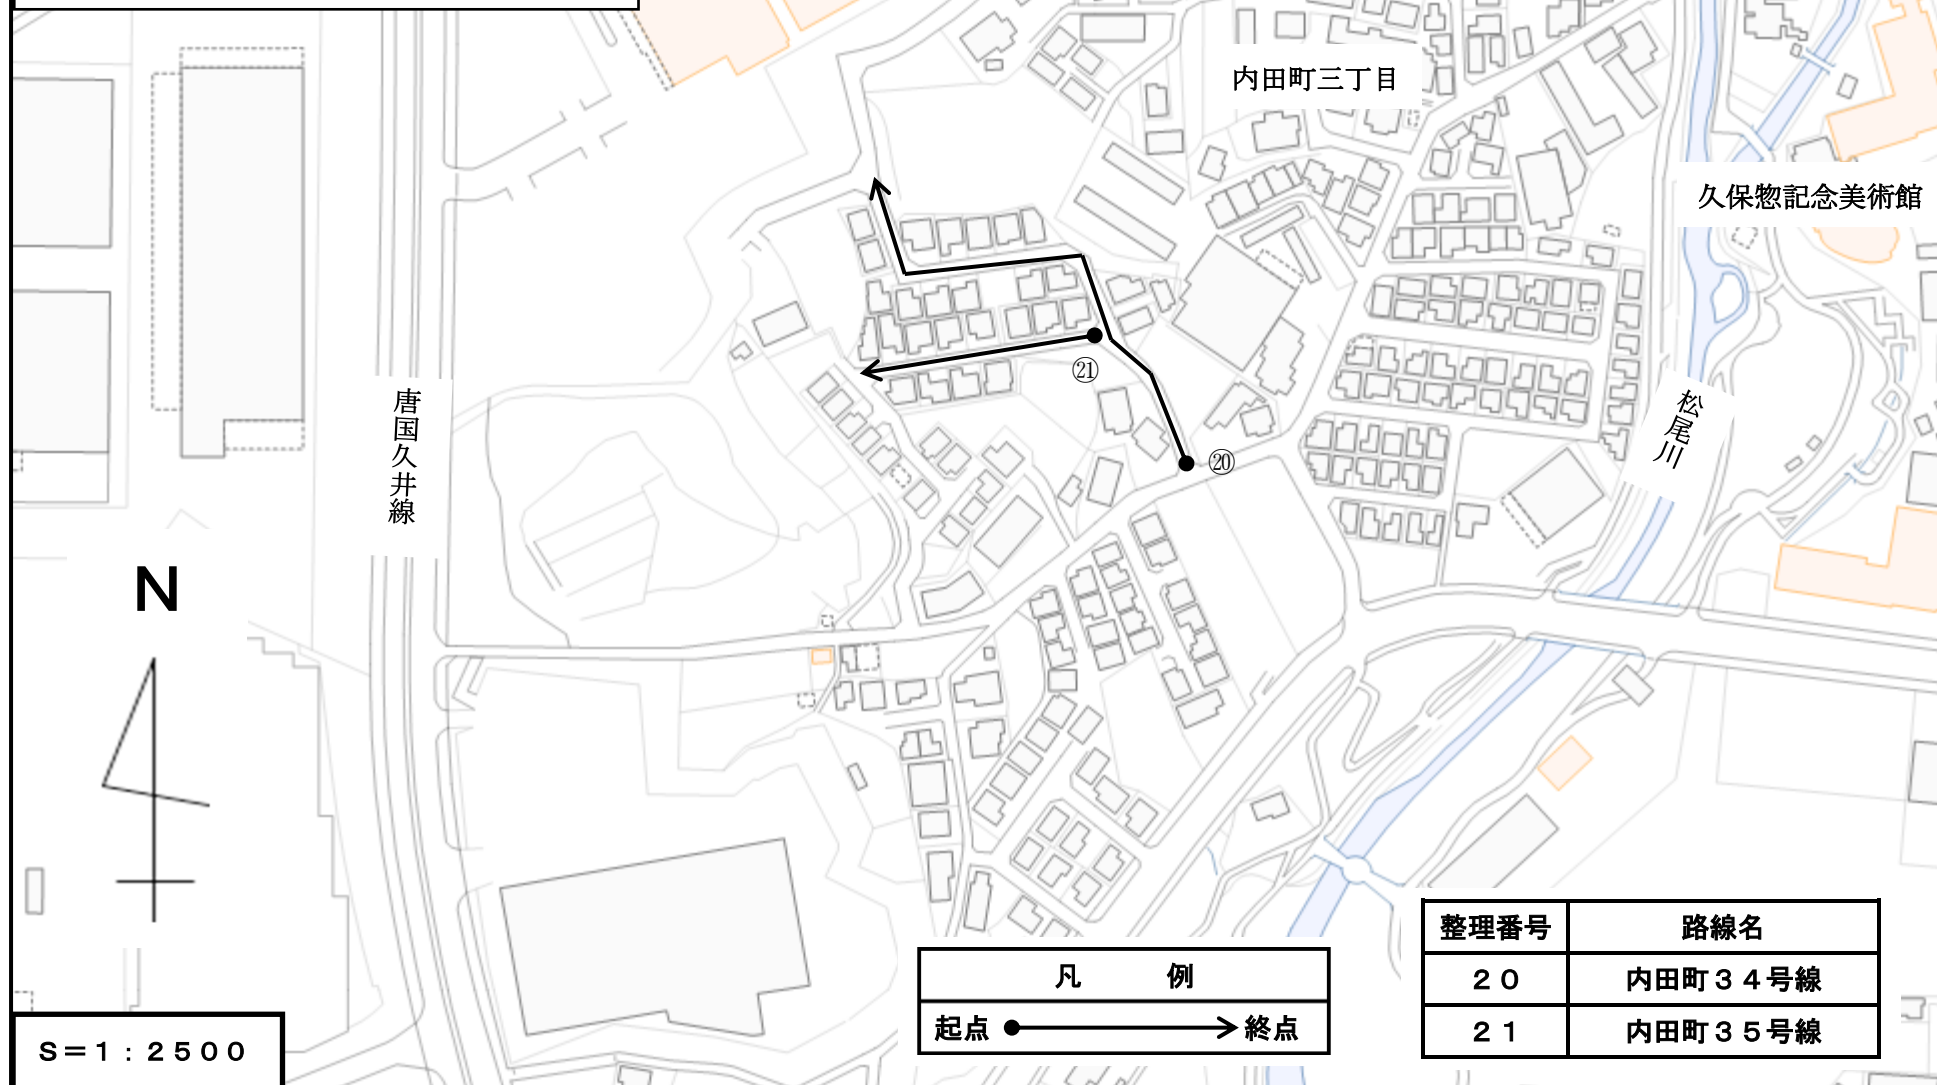 内田町三丁目
久保惣記念美術館
唐国久井線
松尾川
㉑
⑳
N
凡 例
起点 終点
整理番号 路線名
20 内田町34号線
21 内田町35号線
S=1:2500